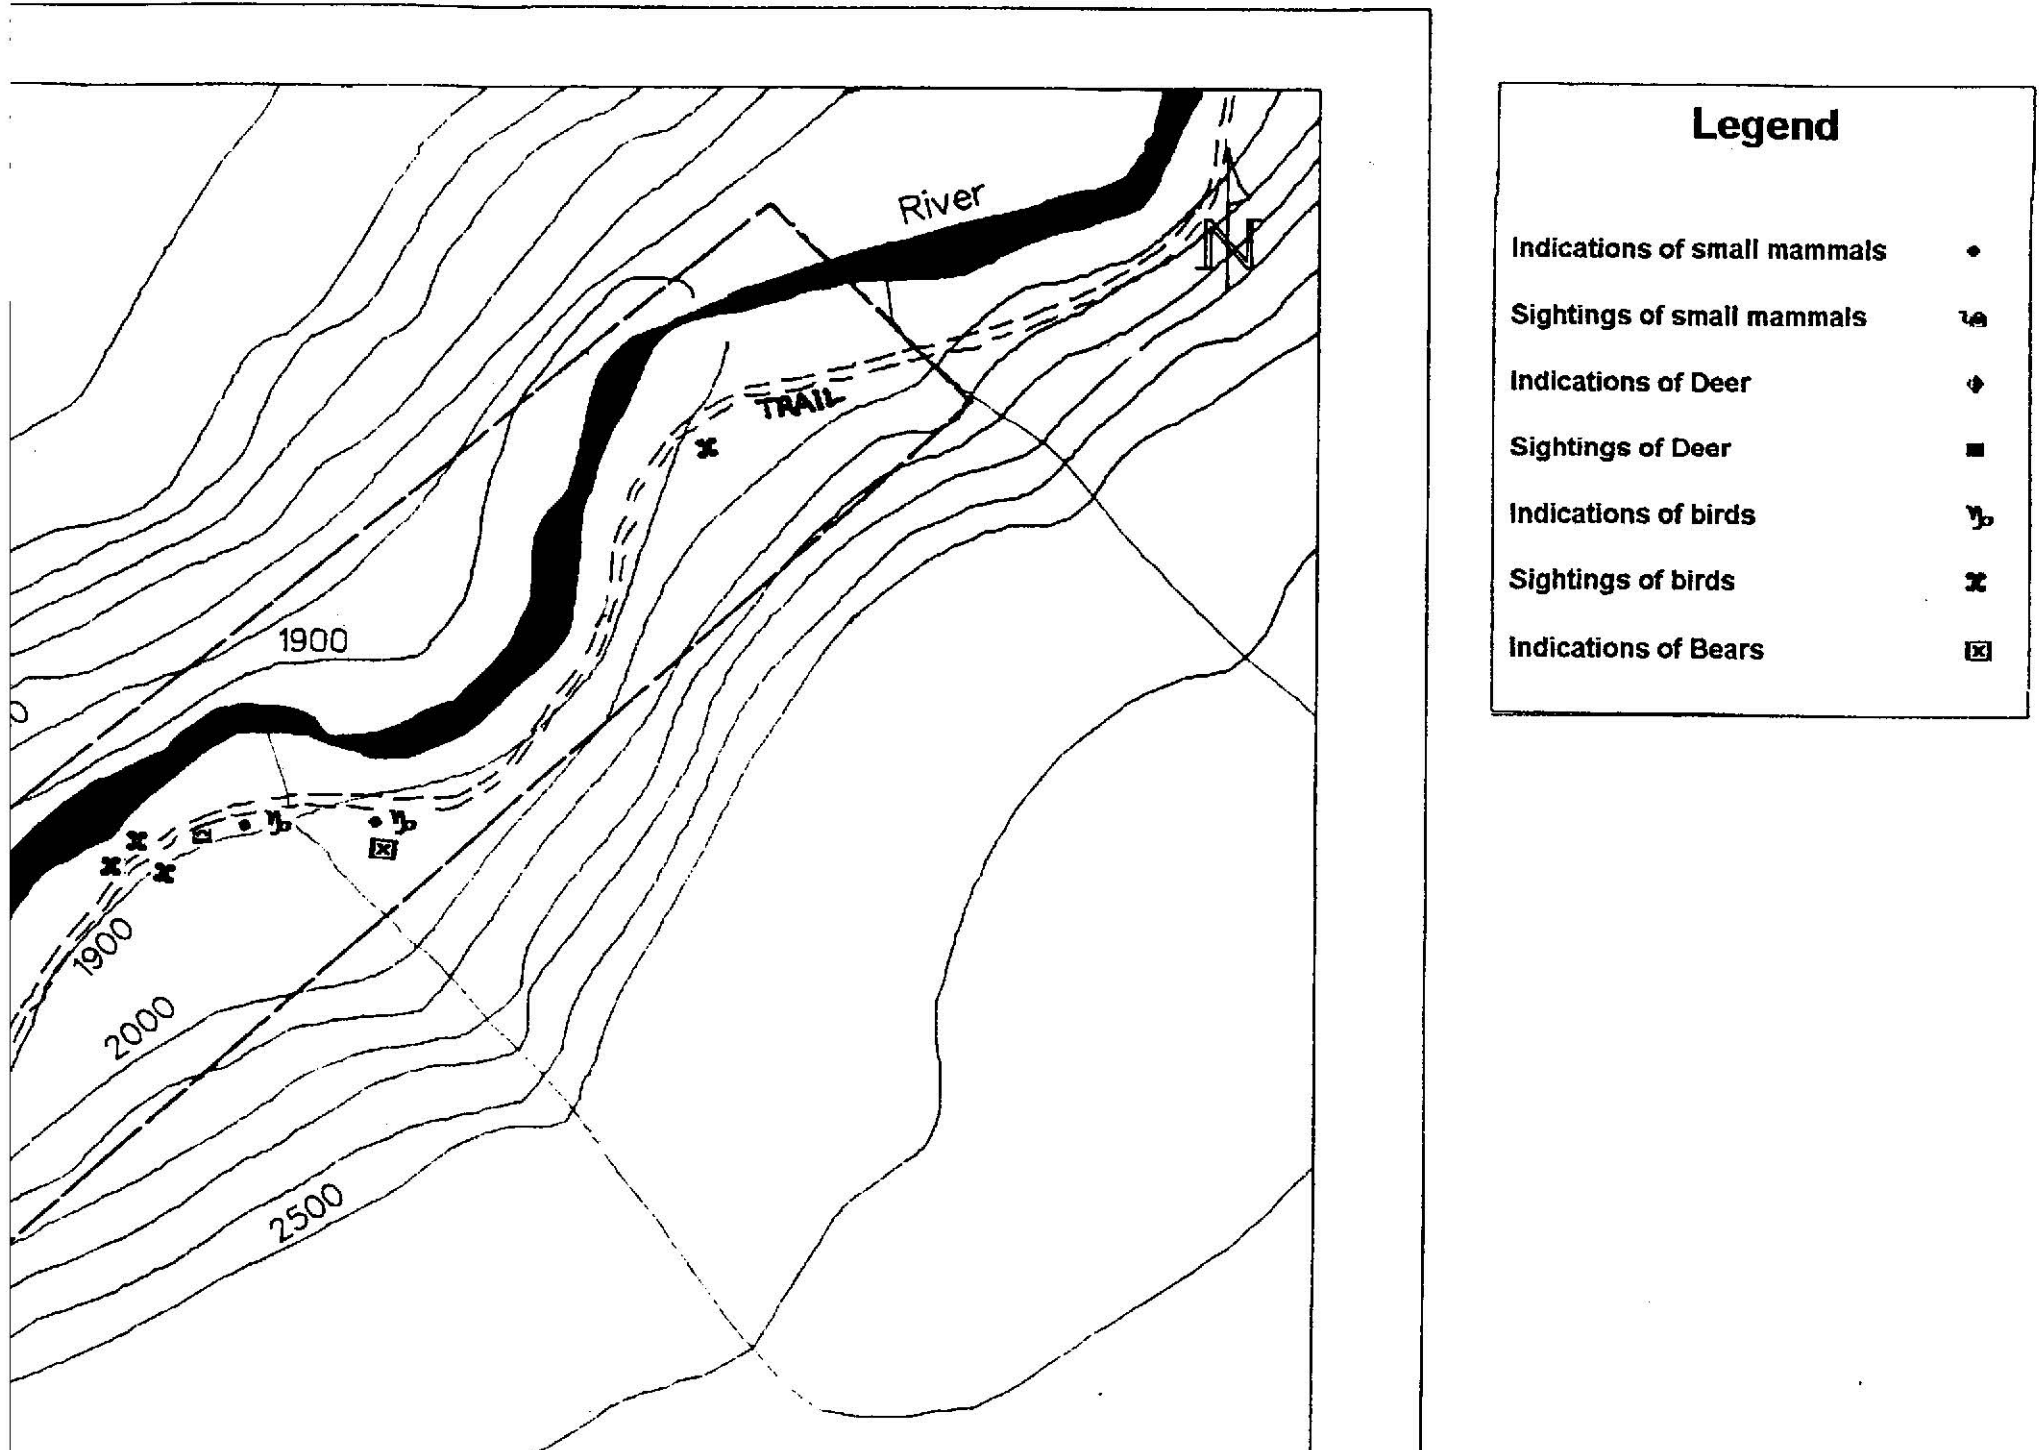 River
N
TRAIL
1900
0
1900
2000
2500
Legend
Indications of small mammals
Sightings of small mammals
Indications of Deer
Sightings of Deer
Indications of birds
Sightings of birds
Indications of Bears